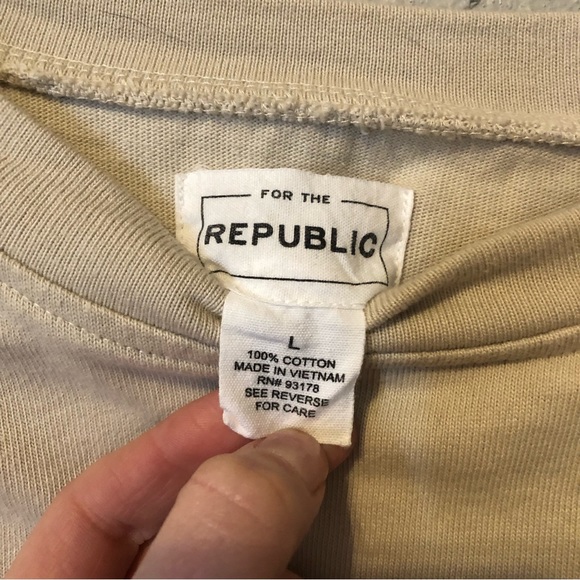 FOR THE
REPUBLIC
L
100% COTTON
MADE IN VIETNAM
RN# 93178
SEE REVERSE
FOR CARE